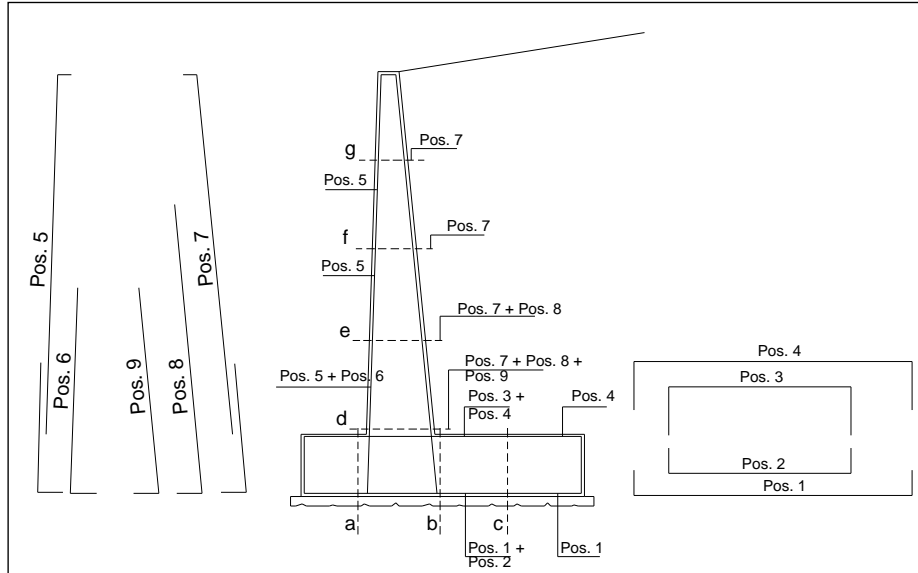 g
Pos. 7
Pos. 5
f
Pos. 7
Pos. 5
e
Pos. 7 + Pos. 8
Pos. 7 + Pos. 8 +
Pos. 9
Pos. 5 + Pos. 6
Pos. 3 +
Pos. 4
Pos. 4
d
a
b
c
Pos. 1 +
Pos. 2
Pos. 1
Pos. 5
Pos. 6
Pos. 9
Pos. 8
Pos. 7
Pos. 4
Pos. 3
Pos. 2
Pos. 1